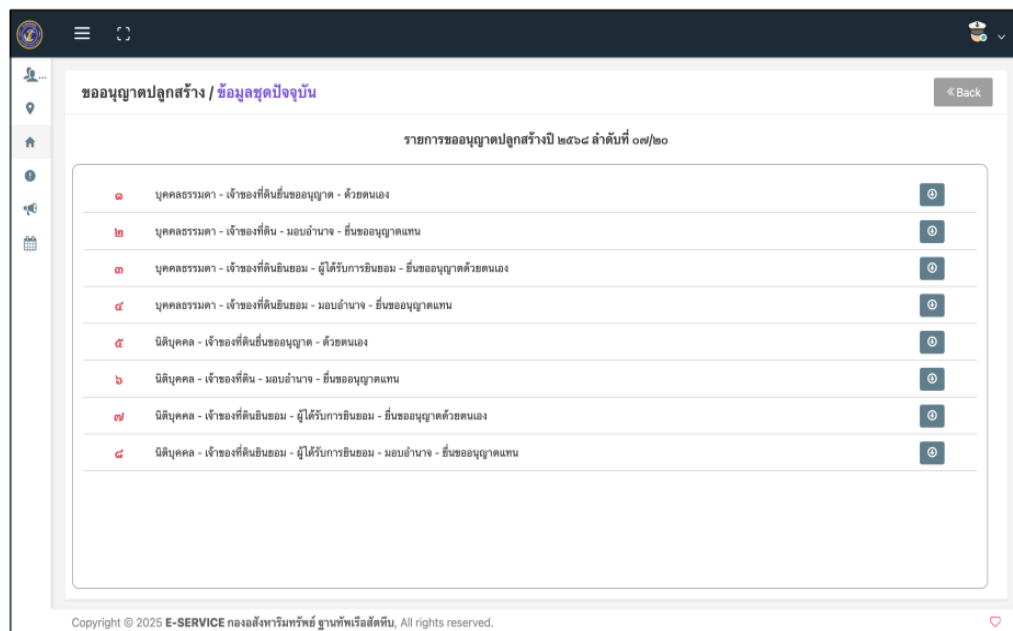 ขออนุญาตปลูกสร้าง / ข้อมูลชุดปัจจุบัน
« Back
รายการขออนุญาตปลูกสร้างปี ๒๕๖๘ ลำดับที่ ๐๗/๒๐
๑ บุคคลธรรมดา - เจ้าของที่ดินยื่นขออนุญาต - ด้วยตนเอง
๒ บุคคลธรรมดา - เจ้าของที่ดิน - มอบอำนาจ - ยื่นขออนุญาตแทน
๓ บุคคลธรรมดา - เจ้าของที่ดินยินยอม - ผู้ได้รับการยินยอม - ยื่นขออนุญาตด้วยตนเอง
๔ บุคคลธรรมดา - เจ้าของที่ดินยินยอม - มอบอำนาจ - ยื่นขออนุญาตแทน
๕ นิติบุคคล - เจ้าของที่ดินยื่นขออนุญาต - ด้วยตนเอง
๖ นิติบุคคล - เจ้าของที่ดิน - มอบอำนาจ - ยื่นขออนุญาตแทน
๗ นิติบุคคล - เจ้าของที่ดินยินยอม - ผู้ได้รับการยินยอม - ยื่นขออนุญาตด้วยตนเอง
๘ นิติบุคคล - เจ้าของที่ดินยินยอม - ผู้ได้รับการยินยอม - มอบอำนาจ - ยื่นขออนุญาตแทน
Copyright © 2025 E-SERVICE กองอสังหาริมทรัพย์ ฐานทัพเรือสัตหีบ, All rights reserved.